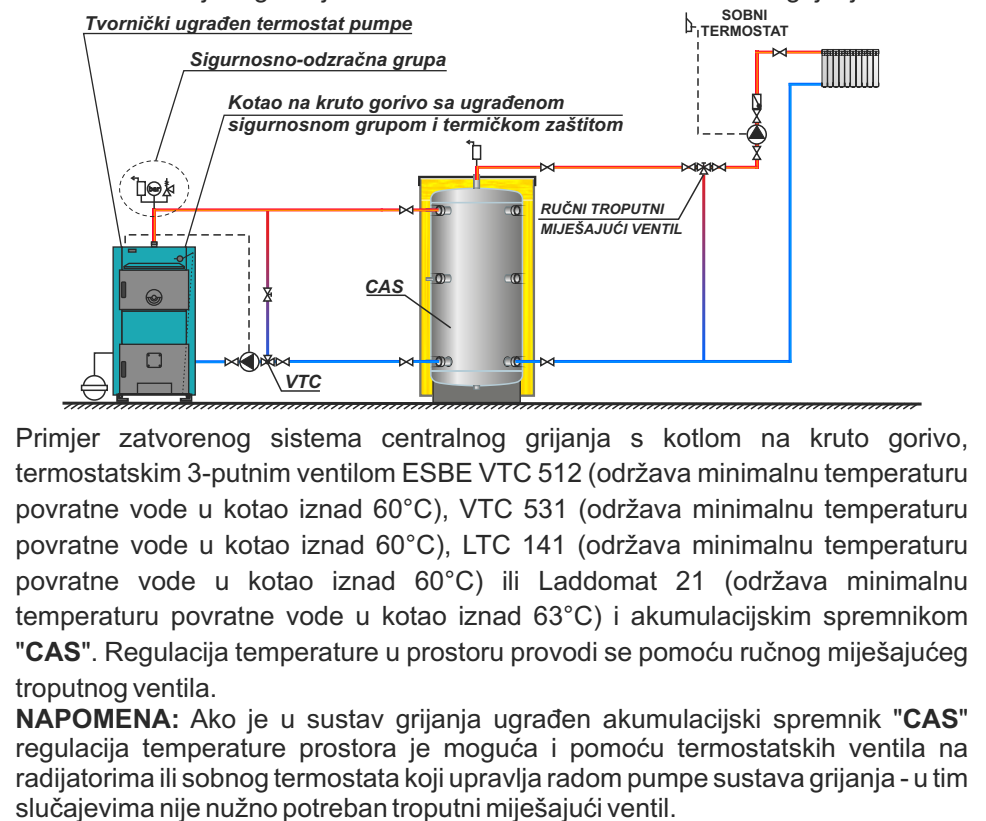 Tvornički ugrađen termostat pumpe
SOBNI
TERMOSTAT
Sigurnosno-odzračna grupa
Kotao na kruto gorivo sa ugrađenom
sigurnosnom grupom i termičkom zaštitom
bar
RUČNI TROPUTNI
MIJEŠAJUĆI VENTIL
CAS
VTC
Primjer zatvorenog sistema centralnog grijanja s kotlom na kruto gorivo,
termostatskim 3-putnim ventilom ESBE VTC 512 (održava minimalnu temperaturu
povratne vode u kotao iznad 60°C), VTC 531 (održava minimalnu temperaturu
povratne vode u kotao iznad 60°C), LTC 141 (održava minimalnu temperaturu
povratne vode u kotao iznad 60°C) ili Laddomat 21 (održava minimalnu
temperaturu povratne vode u kotao iznad 63°C) i akumulacijskim spremnikom
"CAS". Regulacija temperature u prostoru provodi se pomoću ručnog miješajućeg
troputnog ventila.
NAPOMENA: Ako je u sustav grijanja ugrađen akumulacijski spremnik "CAS"
regulacija temperature prostora je moguća i pomoću termostatskih ventila na
radijatorima ili sobnog termostata koji upravlja radom pumpe sustava grijanja - u tim
slučajevima nije nužno potreban troputni miješajući ventil.